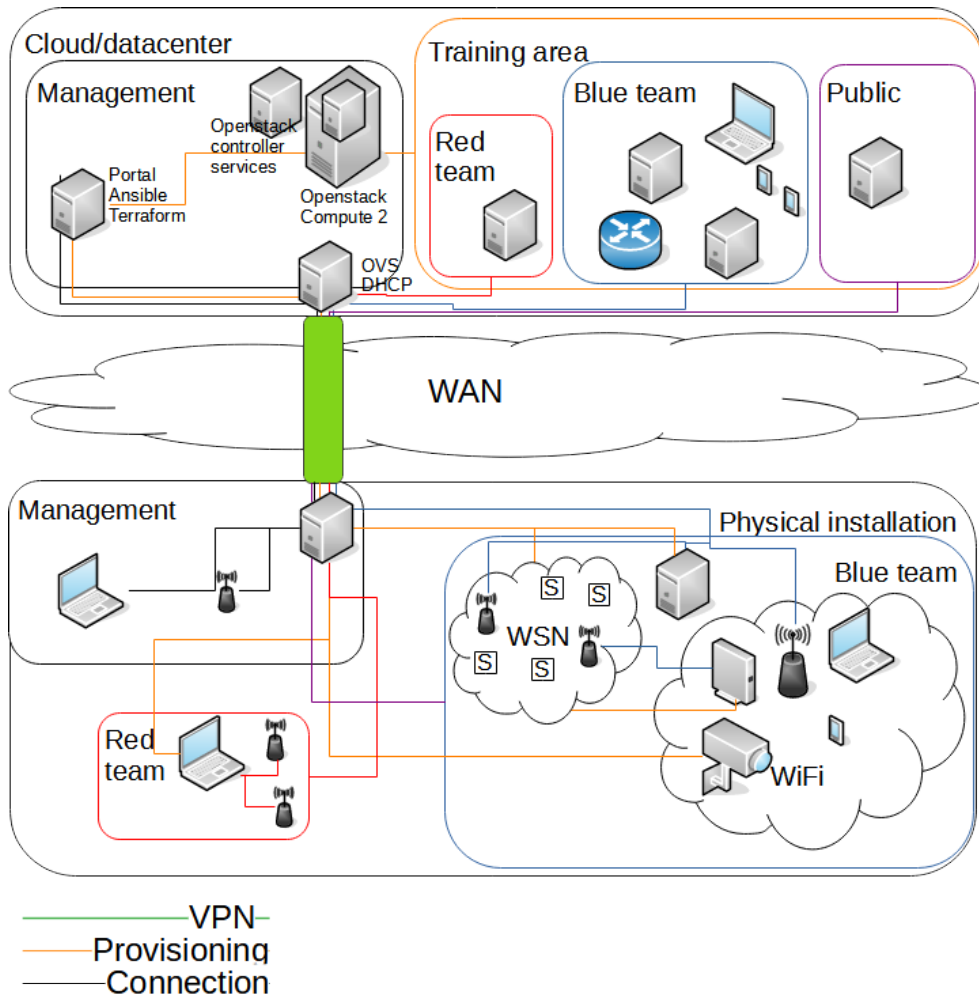 Cloud/datacenter
Management
Openstack
controller
services
Portal
Ansible
Terraform
Openstack
Compute 2
OVS
DHCP
Training area
Red
team
Blue team
Public
WAN
Management
Physical installation
Blue team
S
S
WSN
S
S
WiFi
Red
team
VPN
Provisioning
Connection